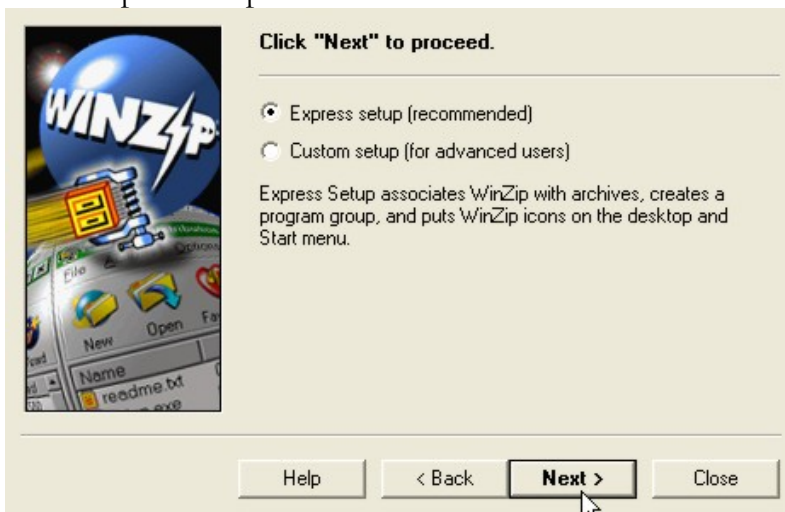 Click "Next" to proceed.
WINZIP
Express setup (recommended)
Custom setup (for advanced users)
Express Setup associates WinZip with archives, creates a
program group, and puts WinZip icons on the desktop and
Start menu.
File
Options
New
Open
Name
readme.txt
Help
< Back
Next >
Close